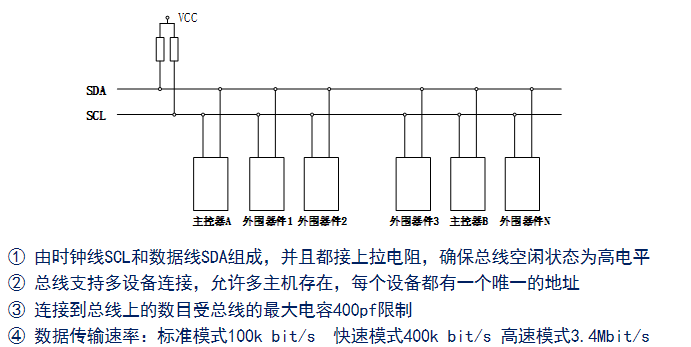 VCC
SDA
SCL
主控器A 外围器件1 外围器件2 外围器件3 主控器B 外围器件N
① 由时钟线SCL和数据线SDA组成，并且都接上拉电阻，确保总线空闲状态为高电平
② 总线支持多设备连接，允许多主机存在，每个设备都有一个唯一的地址
③ 连接到总线上的数目受总线的最大电容400pf限制
④ 数据传输速率：标准模式100k bit/s 快速模式400k bit/s 高速模式3.4Mbit/s